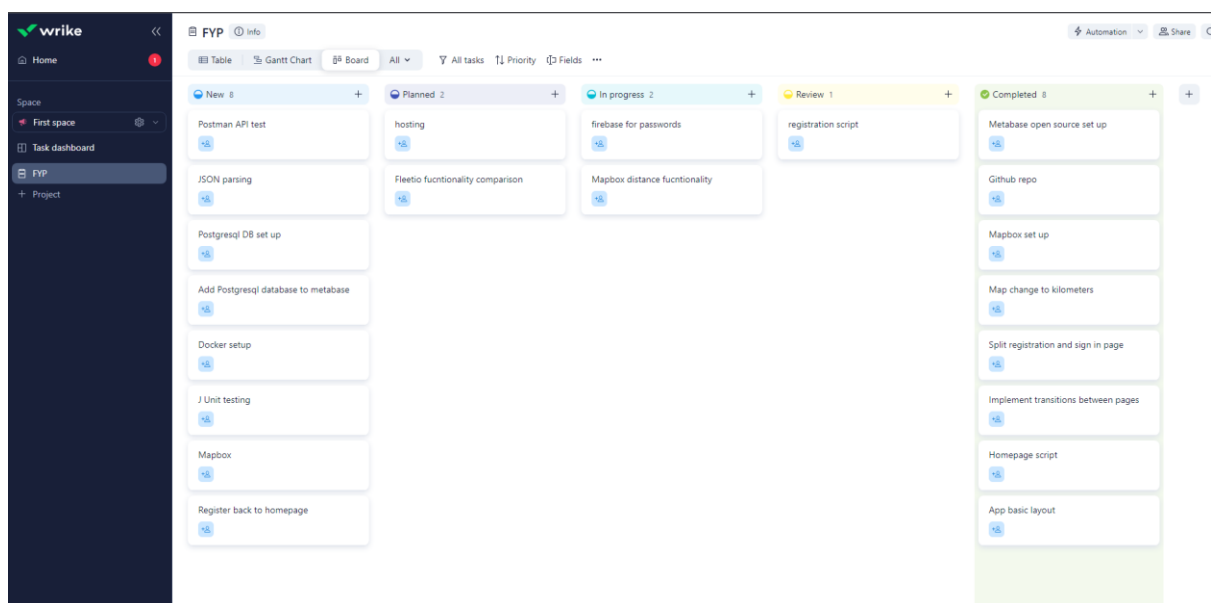 wrike
Home
1
Space
First space
Task dashboard
FYP
+ Project
FYP Info
Automation Share
Table Gantt Chart Board All All tasks Priority Fields
New 8 +
Postman API test
JSON parsing
Postgresql DB set up
Add Postgresql database to metabase
Docker setup
J Unit testing
Mapbox
Register back to homepage
Planned 2 +
hosting
Fleetio fucntionality comparison
In progress 2 +
firebase for passwords
Mapbox distance fucntionality
Review 1 +
registration script
Completed 8 +
Metabase open source set up
Github repo
Mapbox set up
Map change to kilometers
Split registration and sign in page
Implement transitions between pages
Homepage script
App basic layout
+